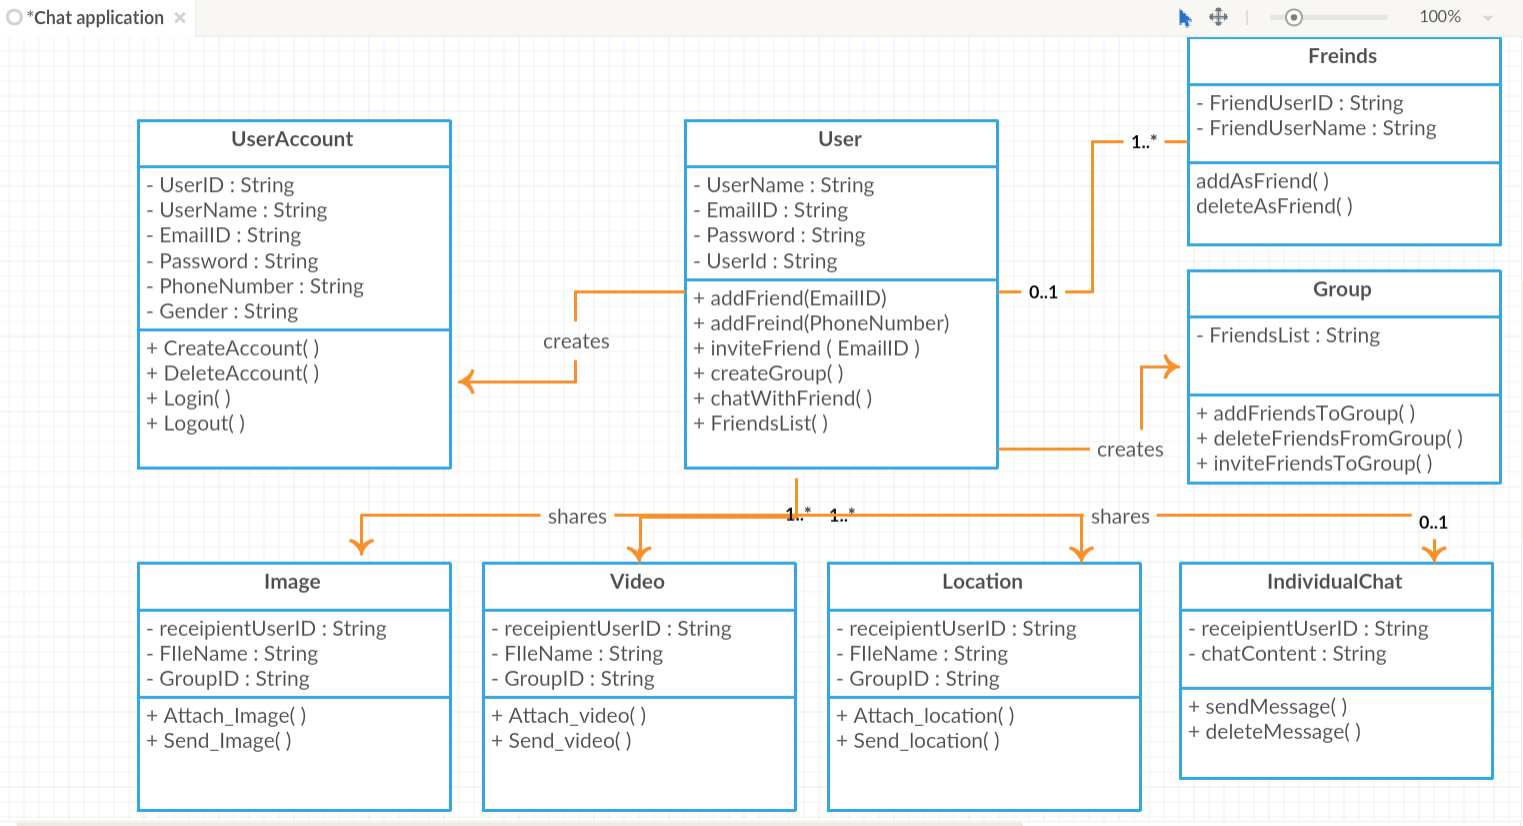 *Chat application
100%
UserAccount
- UserID : String
- UserName : String
- EmailID : String
- Password : String
- PhoneNumber : String
- Gender : String
+ CreateAccount( )
+ DeleteAccount( )
+ Login( )
+ Logout( )
creates
User
- UserName : String
- EmailID : String
- Password : String
- UserId : String
+ addFriend(EmailID)
+ addFreind(PhoneNumber)
+ inviteFriend ( EmailID )
+ createGroup( )
+ chatWithFriend( )
+ FriendsList( )
0..1
1..*
Freinds
- FriendUserID : String
- FriendUserName : String
addAsFriend( )
deleteAsFriend( )
creates
Group
- FriendsList : String
+ addFriendsToGroup( )
+ deleteFriendsFromGroup( )
+ inviteFriendsToGroup( )
shares
1..*
1..*
shares
0..1
Image
- receipientUserID : String
- FIleName : String
- GroupID : String
+ Attach_Image( )
+ Send_Image( )
Video
- receipientUserID : String
- FIleName : String
- GroupID : String
+ Attach_video( )
+ Send_video( )
Location
- receipientUserID : String
- FIleName : String
- GroupID : String
+ Attach_location( )
+ Send_location( )
IndividualChat
- receipientUserID : String
- chatContent : String
+ sendMessage( )
+ deleteMessage( )